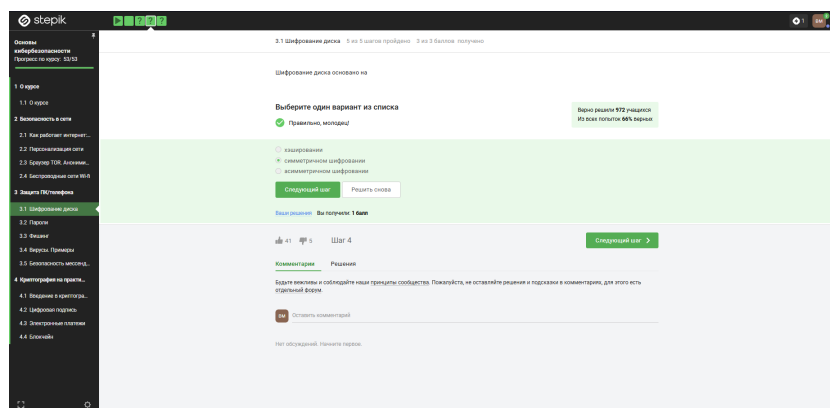 stepik
1
ВМ
Основы
кибербезопасности
Прогресс по курсу: 53/53
1 О курсе
1.1 О курсе
2 Безопасность в сети
2.1 Как работает интернет:...
2.2 Персонализация сети
2.3 Браузер TOR. Аноними...
2.4 Беспроводные сети Wi-fi
3 Защита ПК/телефона
3.1 Шифрование диска
3.2 Пароли
3.3 Фишинг
3.4 Вирусы. Примеры
3.5 Безопасность мессенд...
4 Криптография на практи...
4.1 Введение в криптогра...
4.2 Цифровая подпись
4.3 Электронные платежи
4.4 Блокчейн
3.1 Шифрование диска 5 из 5 шагов пройдено 3 из 3 баллов получено
Шифрование диска основано на
Выберите один вариант из списка
Правильно, молодец!
Верно решили 972 учащихся
Из всех попыток 66% верных
хэшировании
симметричном шифровании
асимметричном шифровании
Следующий шаг Решить снова
Ваши решения Вы получили: 1 балл
41 5 Шаг 4 Следующий шаг
Комментарии Решения
Будьте вежливы и соблюдайте наши принципы сообщества. Пожалуйста, не оставляйте решения и подсказки в комментариях, для этого есть
отдельный форум.
ВМ Оставить комментарий
Нет обсуждений. Начните первое.